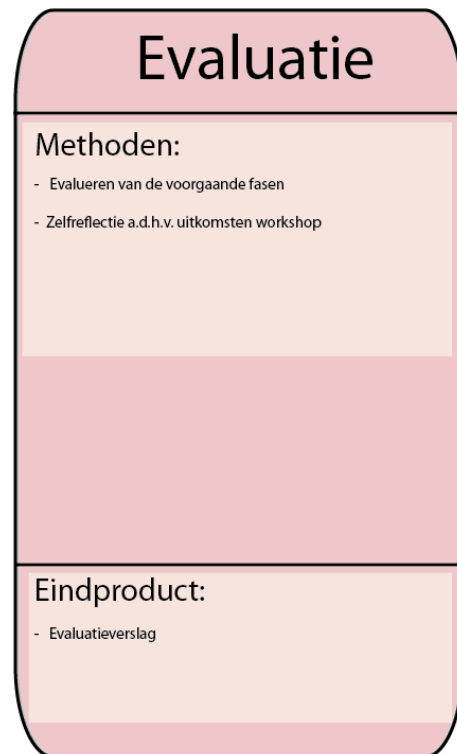 Evaluatie
Methoden:
- Evalueren van de voorgaande fasen
- Zelfreflectie a.d.h.v. uitkomsten workshop
Eindproduct:
- Evaluatieverslag